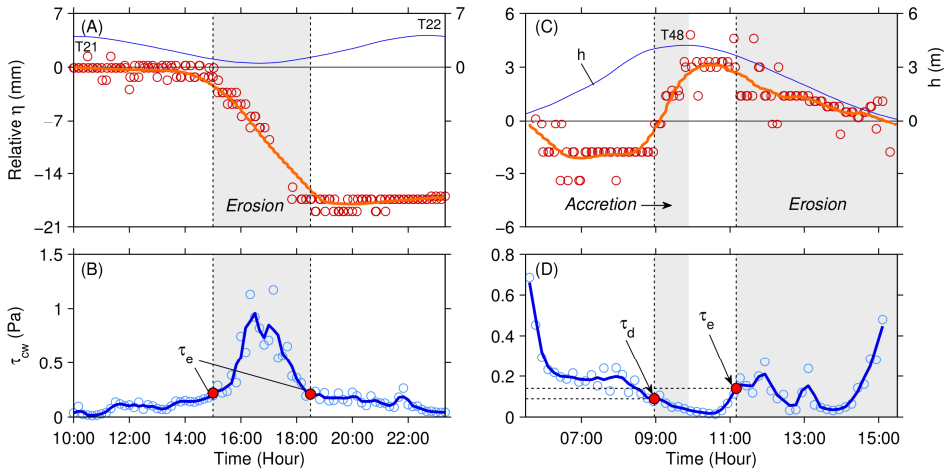 7
(A)
T22
7
T21
0
0
−7
−14
−21
Relative η (mm)
Erosion
6
(C)
T48
6
h
3
3
0
0
−3
−3
−6
−6
h (m)
Accretion
Erosion
1.5
(B)
1
0.5
0
τcw (Pa)
τe
10:00
12:00
14:00
16:00
18:00
20:00
22:00
Time (Hour)
0.8
(D)
0.6
0.4
0.2
0
τd
τe
07:00
09:00
11:00
13:00
15:00
Time (Hour)